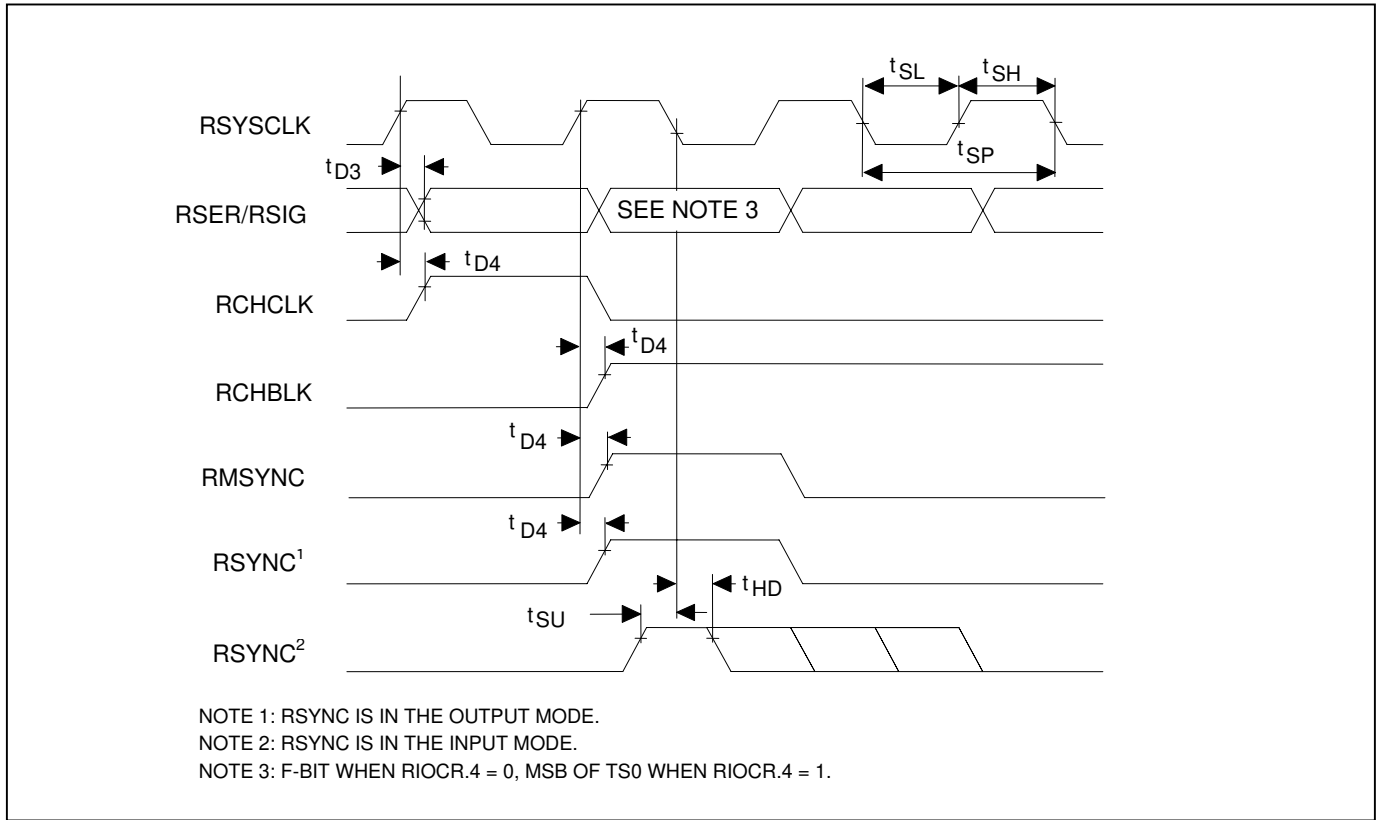 tSL tSH
RSYSCLK
tSP
tD3
RSER/RSIG
SEE NOTE 3
tD4
RCHCLK
tD4
RCHBLK
tD4
RMSYNC
tD4
RSYNC1
tHD
tSU
RSYNC2
NOTE 1: RSYNC IS IN THE OUTPUT MODE.
NOTE 2: RSYNC IS IN THE INPUT MODE.
NOTE 3: F-BIT WHEN RIOCR.4 = 0, MSB OF TS0 WHEN RIOCR.4 = 1.